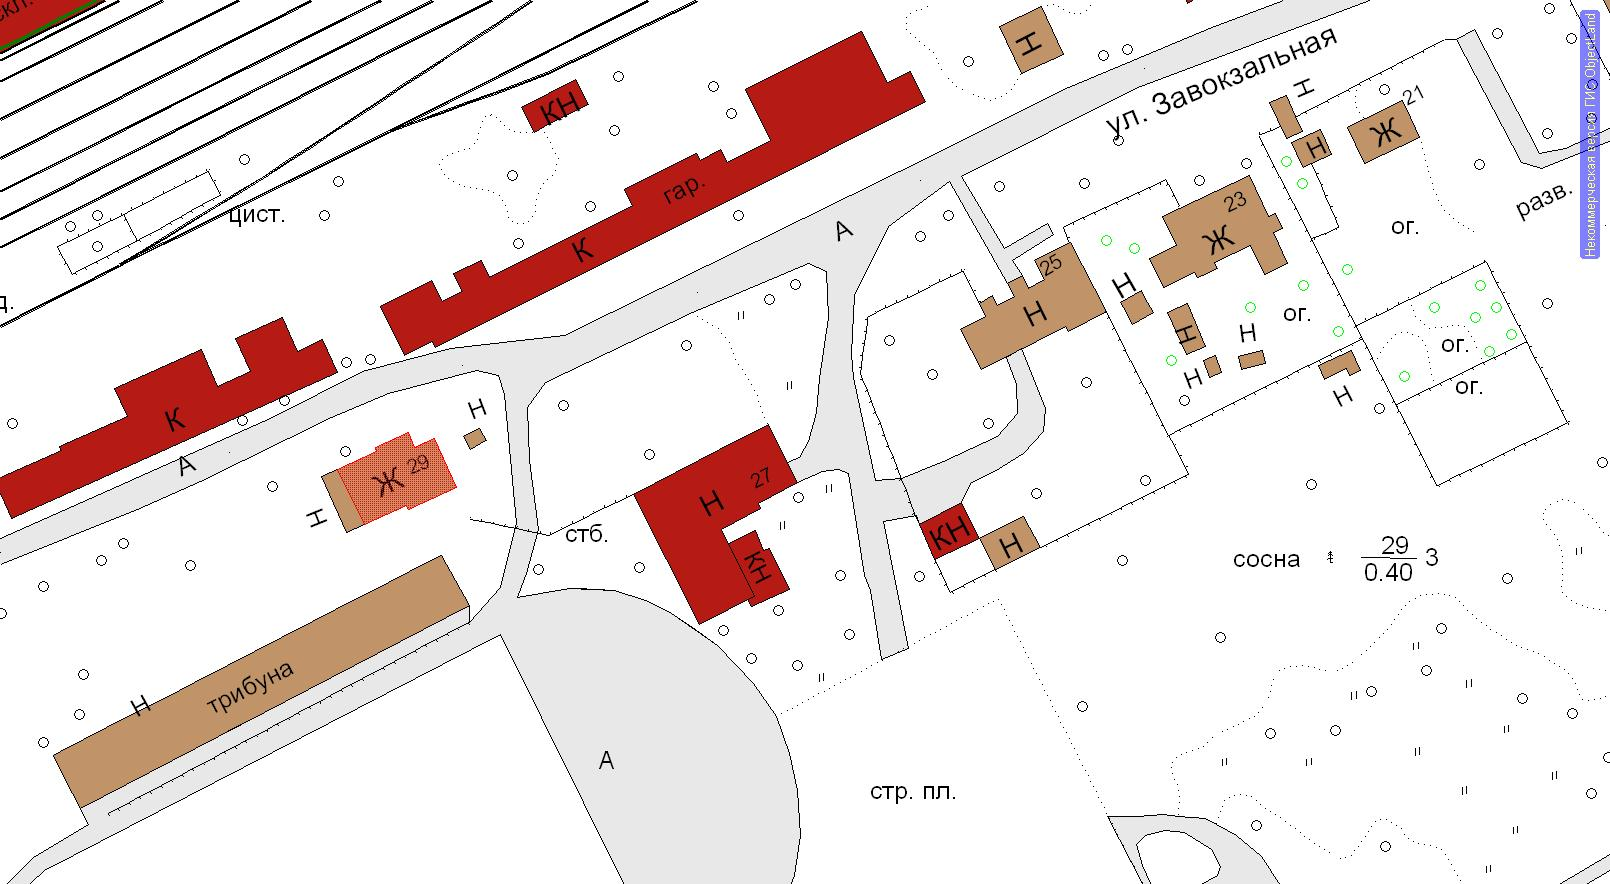 скл.
Н
КН
ул. Завокзальная
Н
21
Ж
Н
Некоммерческая версия ГИС ObjectLand
гар.
цист.
К
А
23
Ж
ог.
разв.
25
Н
Н
ог.
Н
Н
Н
Н
ог.
ог.
Н
К
А
Н
Ж 29
Н
Н 27
КН
стб.
КН
Н
сосна 29 3
0.40
трибуна
Н
А
стр. пл.